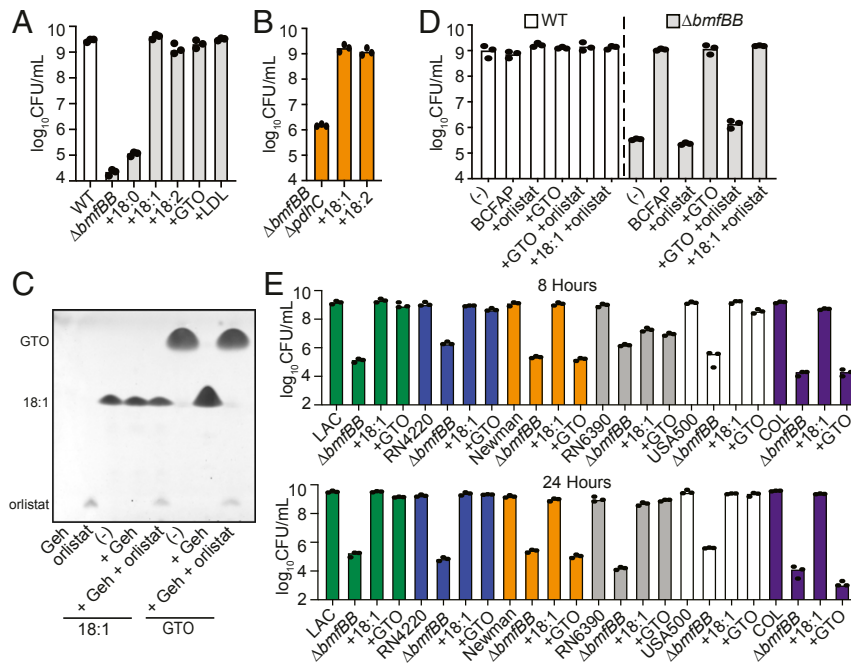 A
log10CFU/mL
10
9
8
7
6
5
4
WT
ΔbmfBB
+18:0
+18:1
+18:2
+GTO
+LDL
B
log10CFU/mL
10
9
8
7
6
5
4
ΔbmfBB
ΔpdhC
+18:1
+18:2
D
WT
ΔbmfBB
log10CFU/mL
10
9
8
7
6
5
4
(-)
BCFAP
+orlistat
+GTO
+GTO +orlistat
+18:1 +orlistat
(-)
BCFAP
+orlistat
+GTO
+GTO +orlistat
+18:1 +orlistat
C
GTO
18:1
orlistat
Geh
orlistat
(-)
+ Geh
+ Geh + orlistat
(-)
+ Geh
+ Geh + orlistat
18:1
GTO
E
8 Hours
log10CFU/mL
10
8
6
4
2
LAC
ΔbmfBB
+18:1
+GTO
RN4220
ΔbmfBB
+18:1
+GTO
Newman
ΔbmfBB
+18:1
+GTO
RN6390
ΔbmfBB
+18:1
+GTO
USA500
ΔbmfBB
+18:1
+GTO
COL
ΔbmfBB
+18:1
+GTO
24 Hours
log10CFU/mL
10
8
6
4
2
LAC
ΔbmfBB
+18:1
+GTO
RN4220
ΔbmfBB
+18:1
+GTO
Newman
ΔbmfBB
+18:1
+GTO
RN6390
ΔbmfBB
+18:1
+GTO
USA500
ΔbmfBB
+18:1
+GTO
COL
ΔbmfBB
+18:1
+GTO